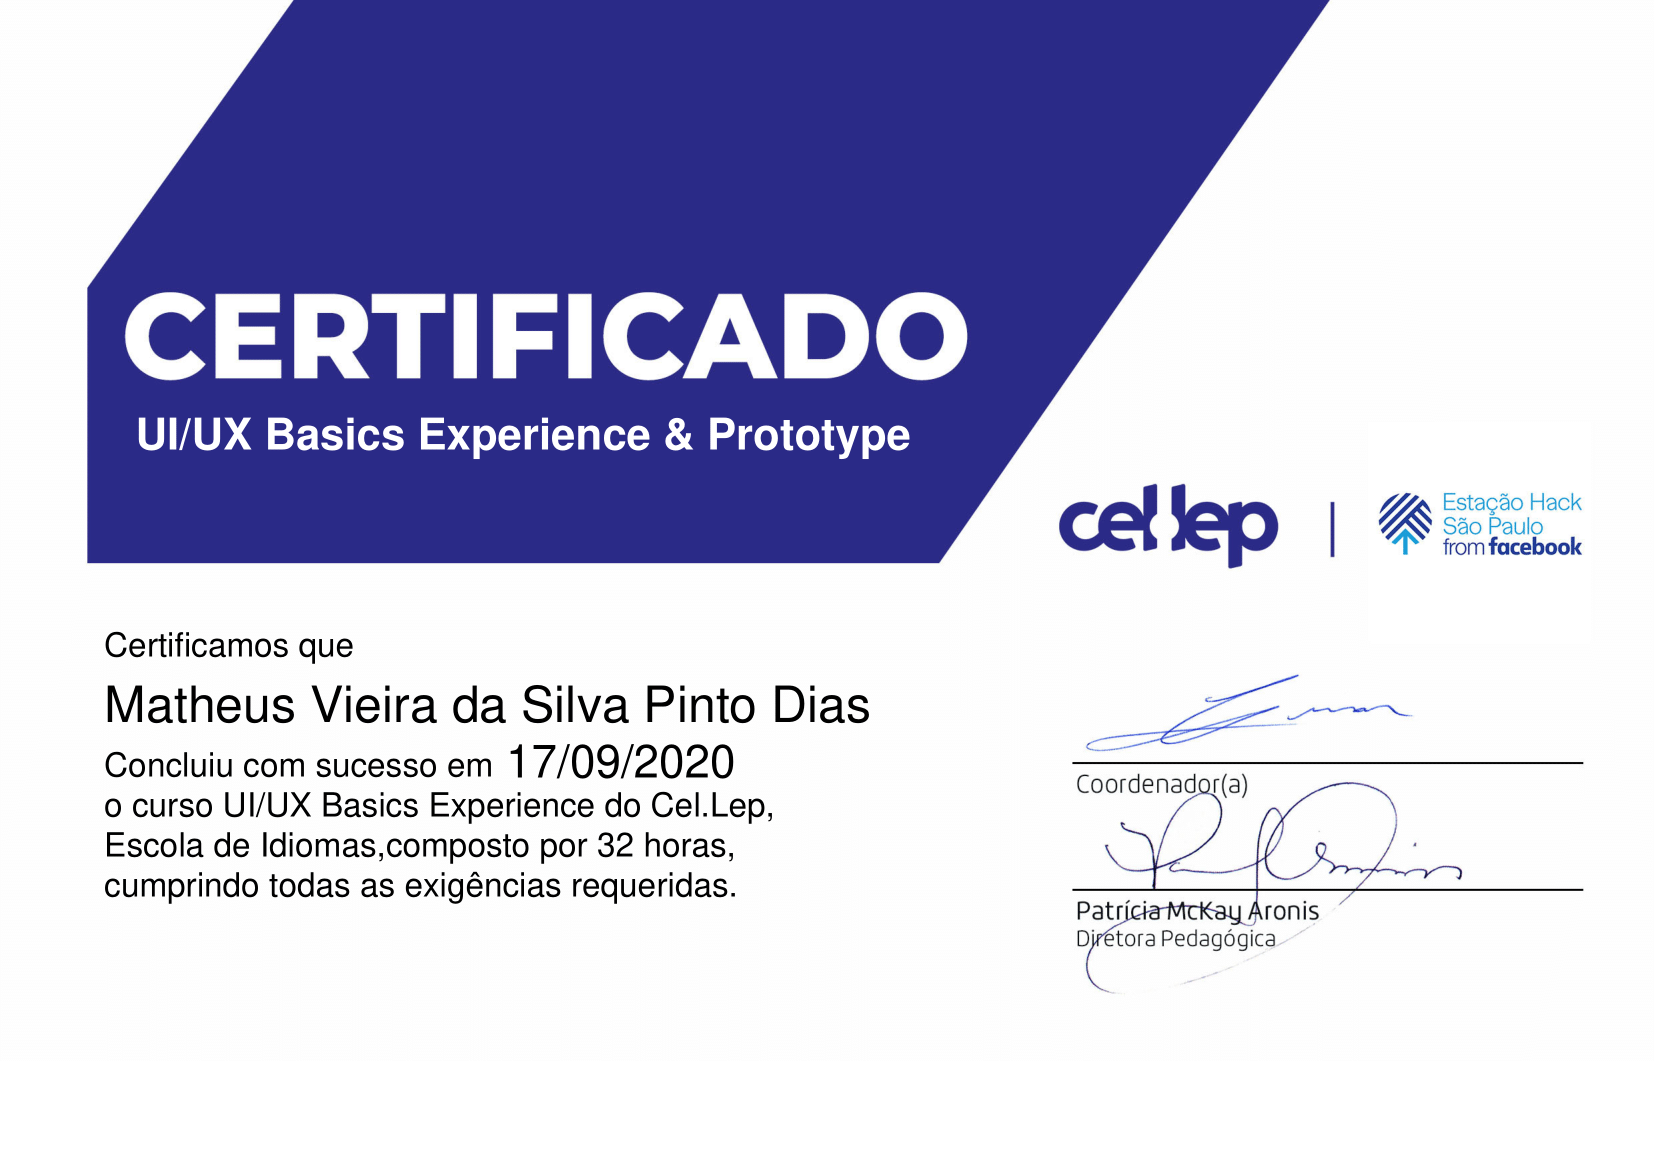 CERTIFICADO
UI/UX Basics Experience & Prototype
cel.lep
Estação Hack
São Paulo
from facebook
Certificamos que
Matheus Vieira da Silva Pinto Dias
Concluiu com sucesso em 17/09/2020
o curso UI/UX Basics Experience do Cel.Lep,
Escola de Idiomas,composto por 32 horas,
cumprindo todas as exigências requeridas.
Coordenador(a)
Patrícia McKay Aronis
Diretora Pedagógica